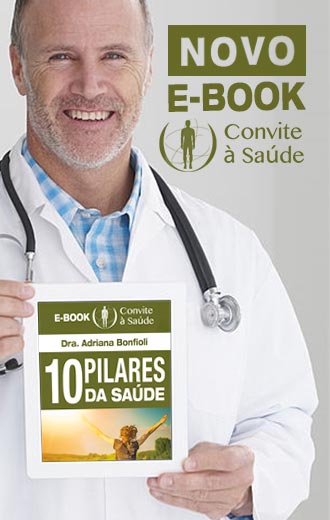 NOVO
E-BOOK
Convite
à Saúde
E-BOOK Convite
à Saúde
Dra. Adriana Bonfioli
10 PILARES
DA SAÚDE